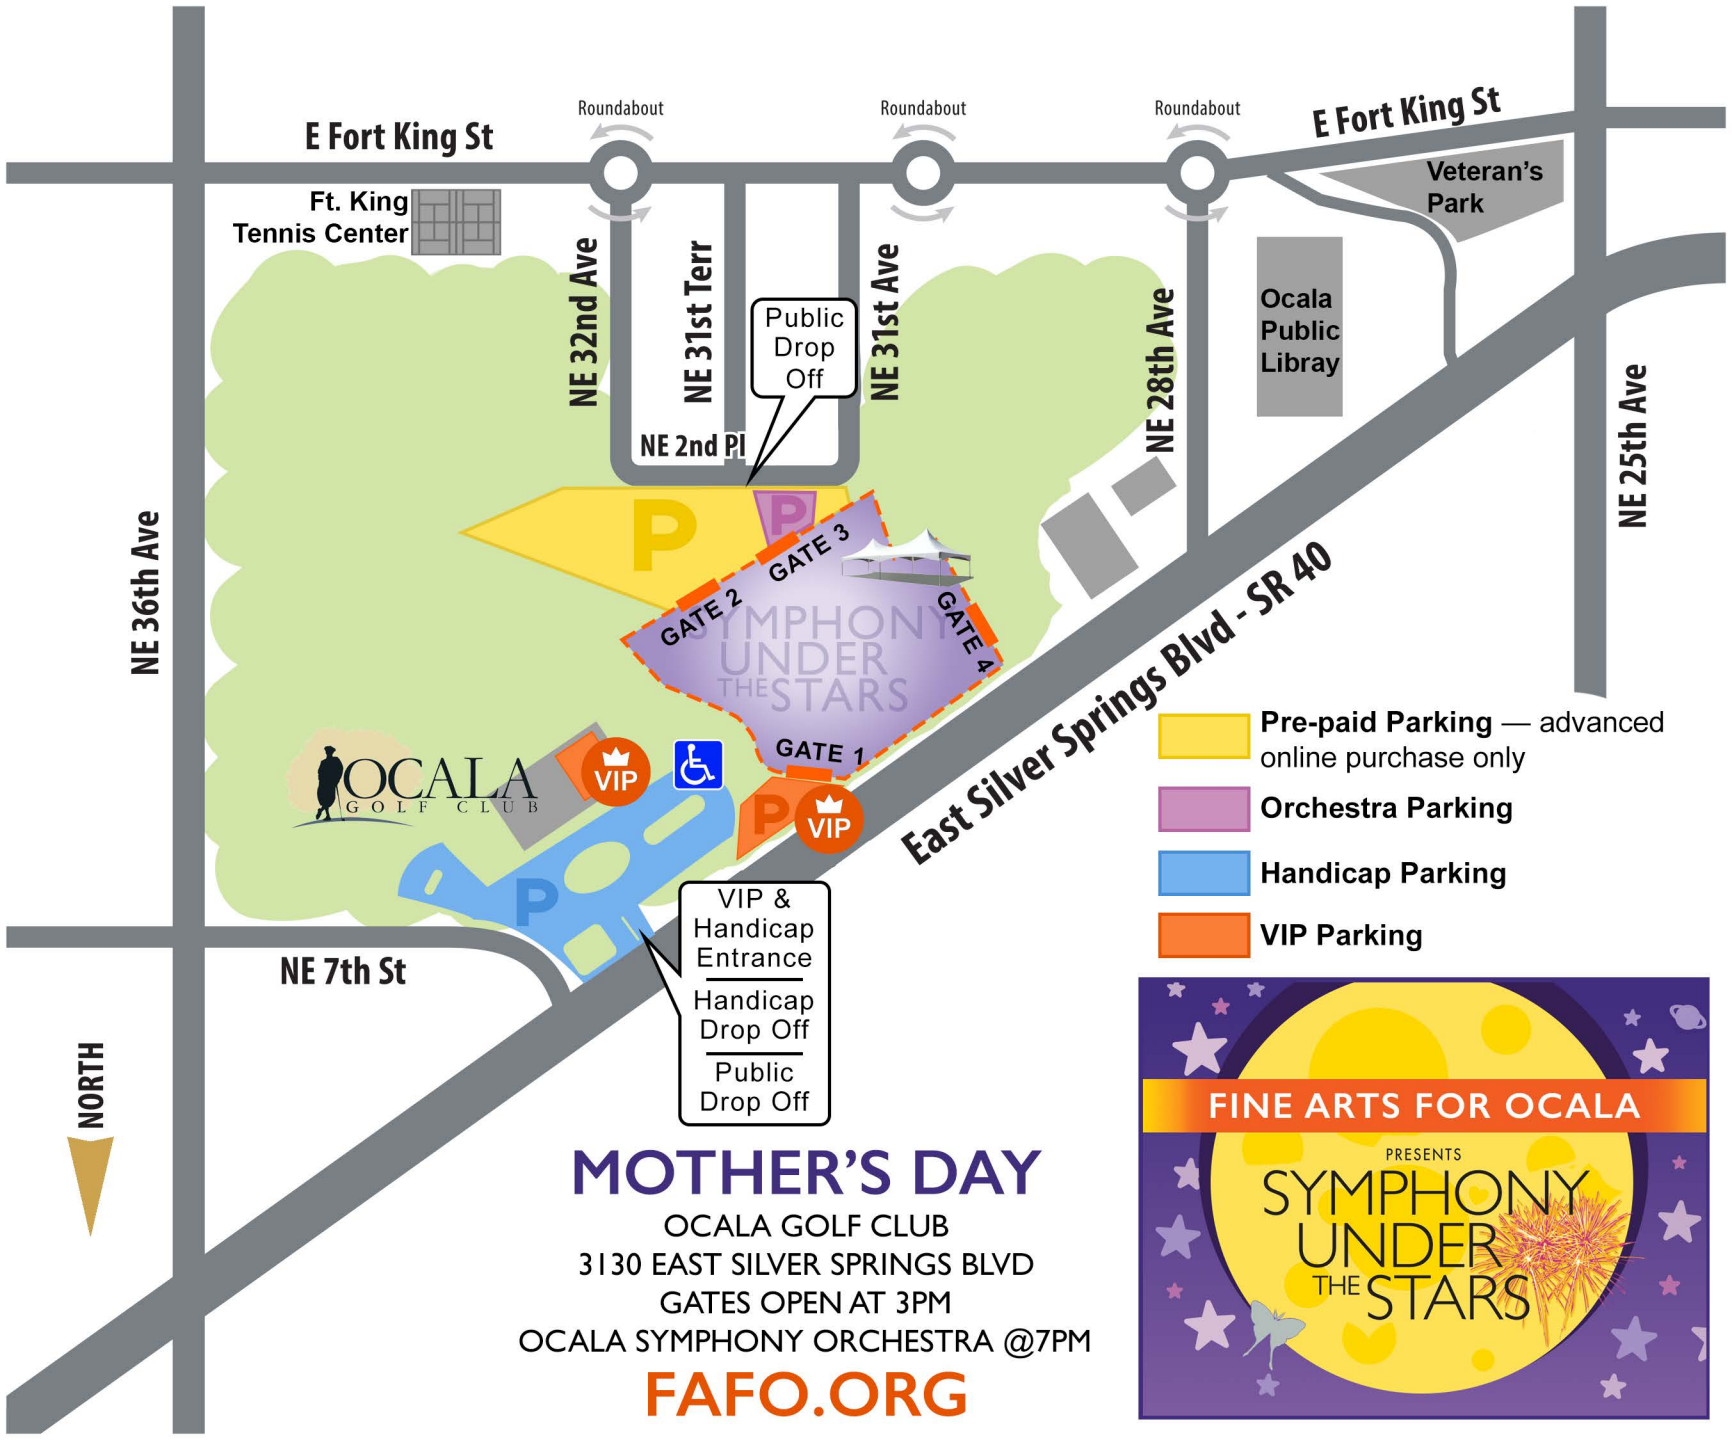 Roundabout
Roundabout
Roundabout
E Fort King St
E Fort King St
Ft. King
Tennis Center
Veteran's
Park
NE 32nd Ave
NE 31st Terr
NE 31st Ave
NE 28th Ave
NE 25th Ave
NE 36th Ave
Public
Drop
Off
Ocala
Public
Libray
NE 2nd Pl
P
P
GATE 3
GATE 2
GATE 4
SYMPHONY
UNDER
THE STARS
GATE 1
East Silver Springs Blvd - SR 40
OCALA
GOLF CLUB
VIP
P
VIP
P
VIP &
Handicap
Entrance
Handicap
Drop Off
Public
Drop Off
NE 7th St
NORTH
Pre-paid Parking — advanced
online purchase only
Orchestra Parking
Handicap Parking
VIP Parking
MOTHER'S DAY
OCALA GOLF CLUB
3130 EAST SILVER SPRINGS BLVD
GATES OPEN AT 3PM
OCALA SYMPHONY ORCHESTRA @7PM
FAFO.ORG
FINE ARTS FOR OCALA
PRESENTS
SYMPHONY
UNDER
THE STARS